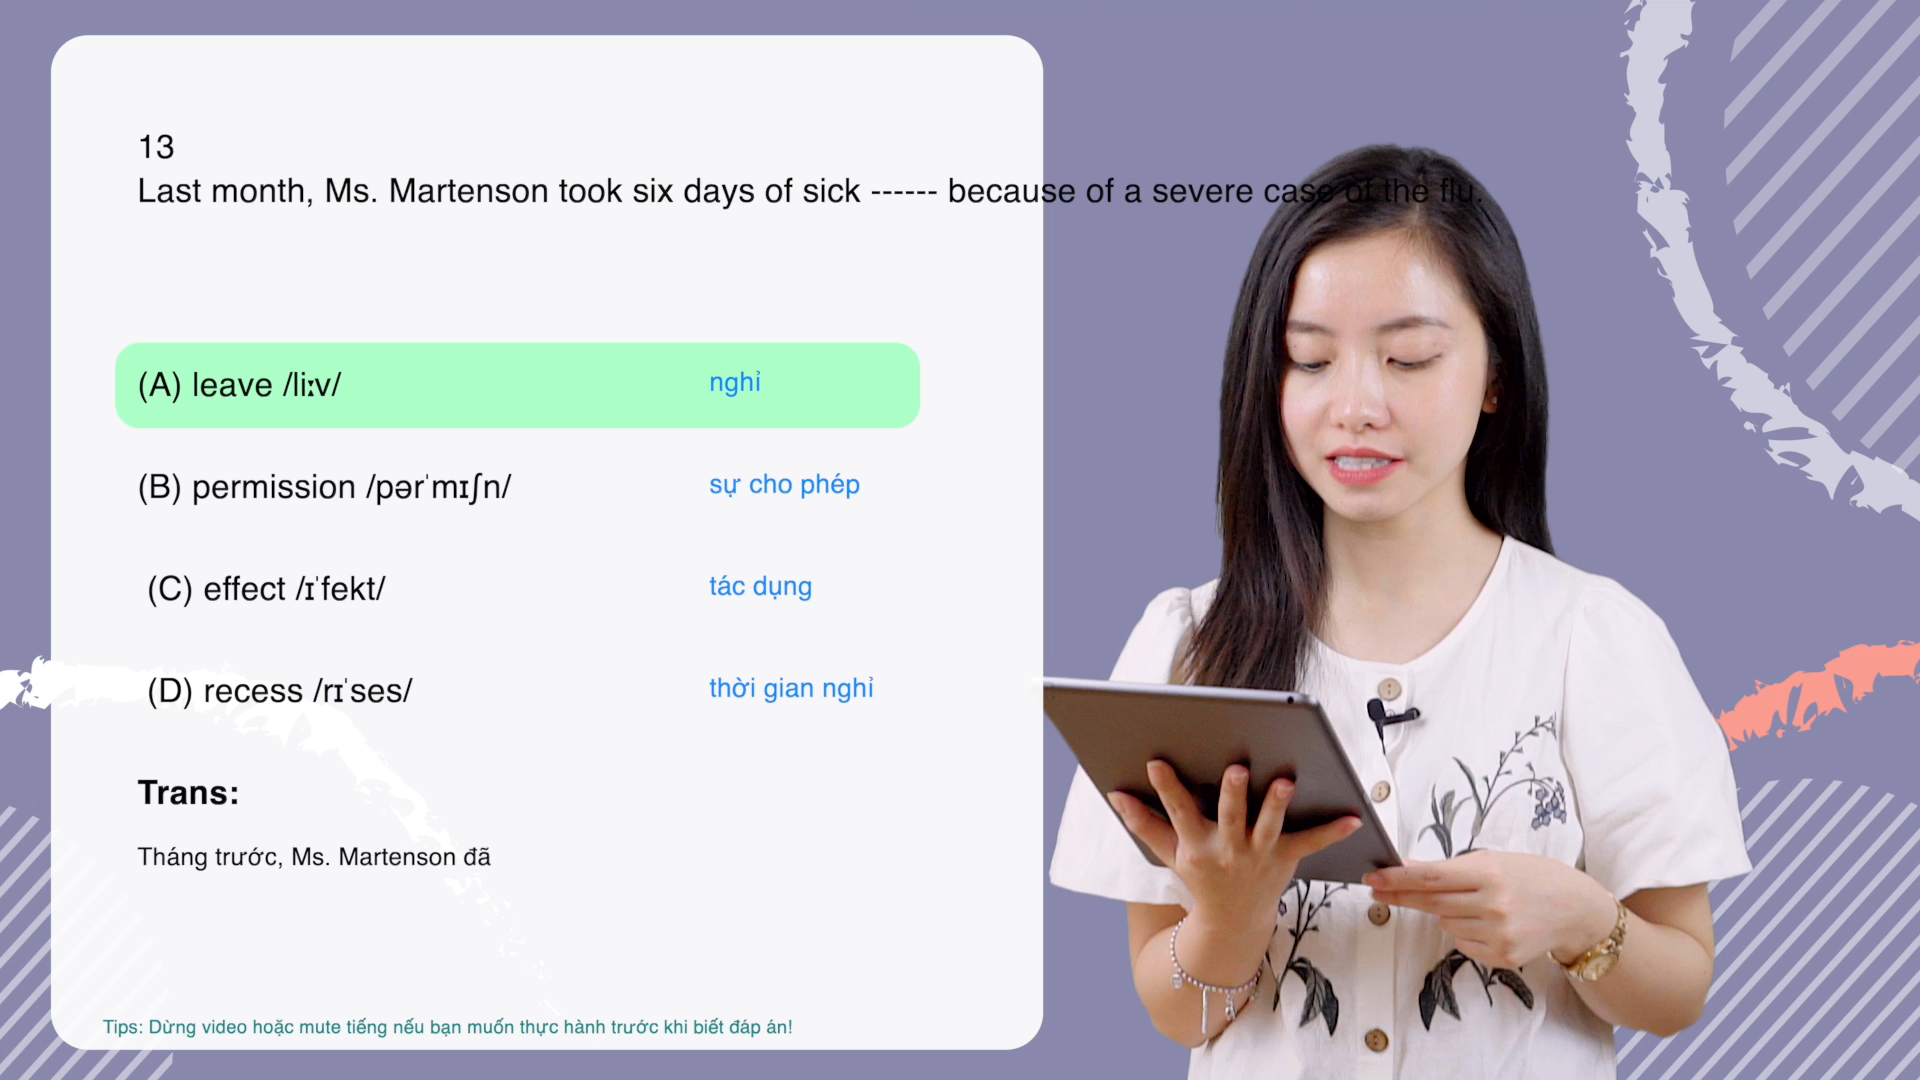 13
Last month, Ms. Martenson took six days of sick ------ because of a severe case of the flu.
(A) leave /liːv/ nghỉ
(B) permission /pərˈmɪʃn/ sự cho phép
(C) effect /ɪˈfekt/ tác dụng
(D) recess /rɪˈses/ thời gian nghỉ
Trans:
Tháng trước, Ms. Martenson đã
Tips: Dừng video hoặc mute tiếng nếu bạn muốn thực hành trước khi biết đáp án!